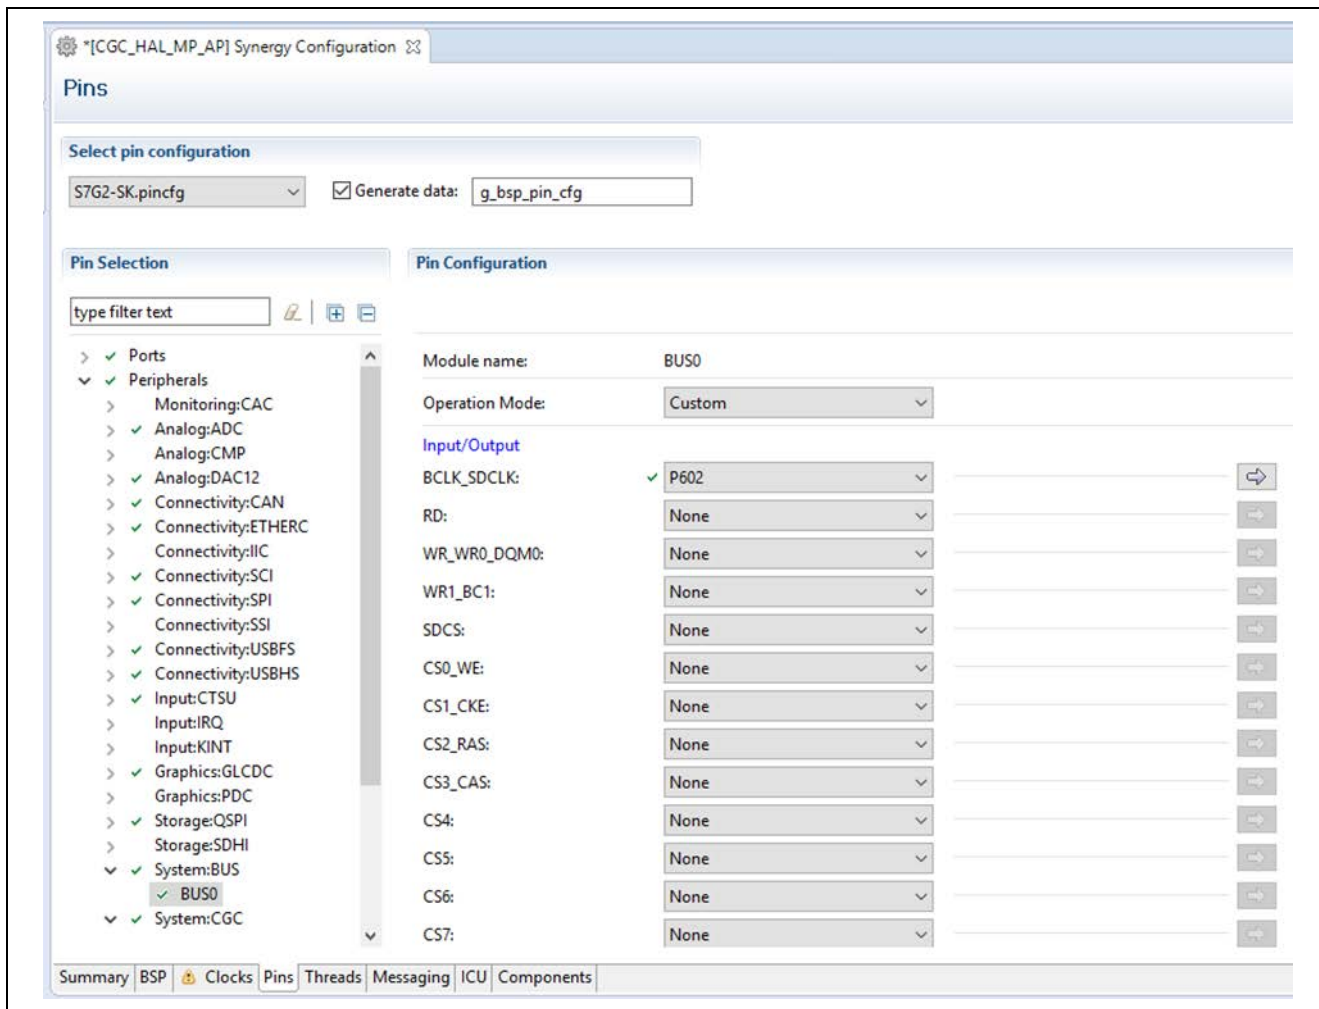 *[CGC_HAL_MP_AP] Synergy Configuration
Pins
Select pin configuration
S7G2-SK.pincfg
Generate data: g_bsp_pin_cfg
Pin Selection
type filter text
Ports
Peripherals
Monitoring:CAC
Analog:ADC
Analog:CMP
Analog:DAC12
Connectivity:CAN
Connectivity:ETHERC
Connectivity:IIC
Connectivity:SCI
Connectivity:SPI
Connectivity:SSI
Connectivity:USBFS
Connectivity:USBHS
Input:CTSU
Input:IRQ
Input:KINT
Graphics:GLCDC
Graphics:PDC
Storage:QSPI
Storage:SDHI
System:BUS
BUS0
System:CGC
Pin Configuration
Module name: BUS0
Operation Mode: Custom
Input/Output
BCLK_SDCLK: P602
RD: None
WR_WR0_DQM0: None
WR1_BC1: None
SDCS: None
CS0_WE: None
CS1_CKE: None
CS2_RAS: None
CS3_CAS: None
CS4: None
CS5: None
CS6: None
CS7: None
Summary BSP Clocks Pins Threads Messaging ICU Components